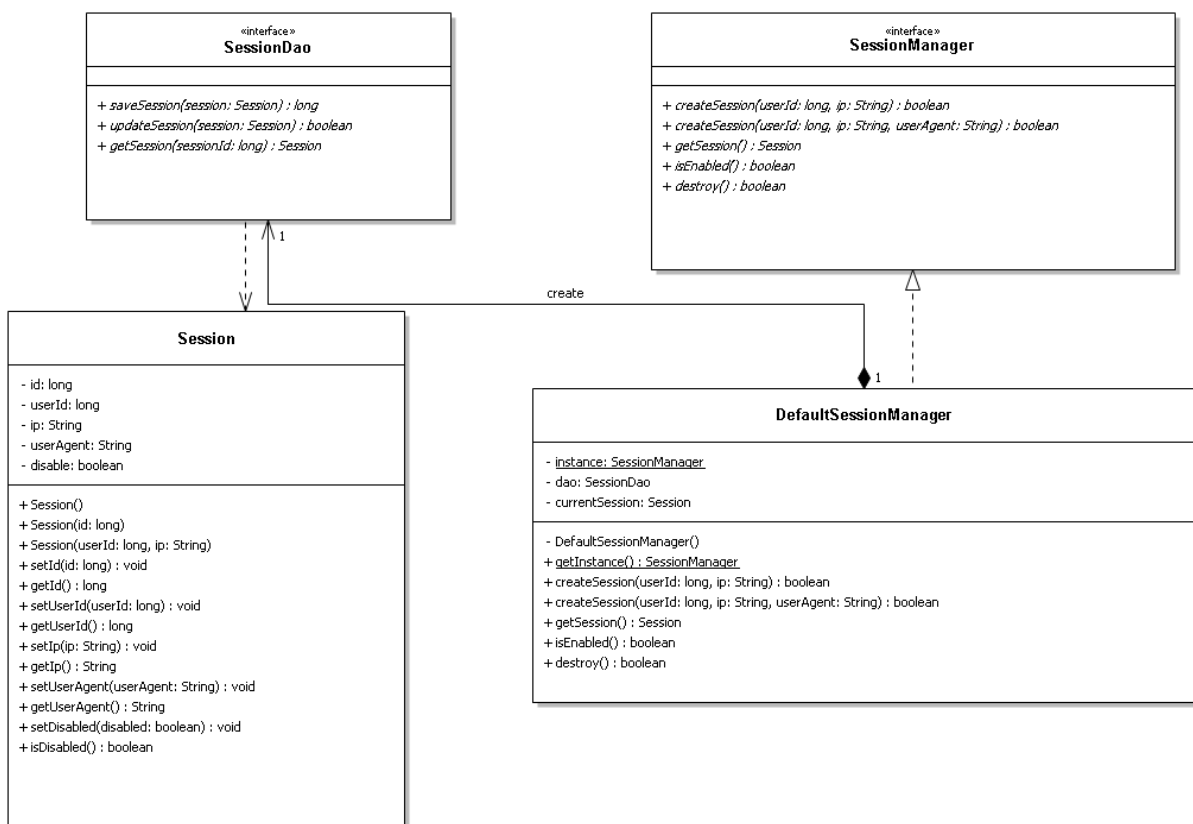 «interface»
SessionDao
+ saveSession(session: Session) : long
+ updateSession(session: Session) : boolean
+ getSession(sessionId: long) : Session
«interface»
SessionManager
+ createSession(userId: long, ip: String) : boolean
+ createSession(userId: long, ip: String, userAgent: String) : boolean
+ getSession() : Session
+ isEnabled() : boolean
+ destroy() : boolean
1
create
1
Session
- id: long
- userId: long
- ip: String
- userAgent: String
- disable: boolean
+ Session()
+ Session(id: long)
+ Session(userId: long, ip: String)
+ setId(id: long) : void
+ getId() : long
+ setUserId(userId: long) : void
+ getUserId() : long
+ setIp(ip: String) : void
+ getIp() : String
+ setUserAgent(userAgent: String) : void
+ getUserAgent() : String
+ setDisabled(disabled: boolean) : void
+ isDisabled() : boolean
DefaultSessionManager
- instance: SessionManager
- dao: SessionDao
- currentSession: Session
- DefaultSessionManager()
+ getInstance() : SessionManager
+ createSession(userId: long, ip: String) : boolean
+ createSession(userId: long, ip: String, userAgent: String) : boolean
+ getSession() : Session
+ isEnabled() : boolean
+ destroy() : boolean